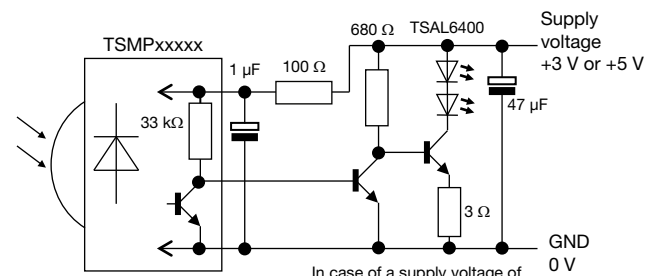 TSMPxxxxx
680 Ω
TSAL6400
Supply
voltage
+3 V or +5 V
1 µF
100 Ω
33 kΩ
47 µF
3 Ω
GND
0 V
In case of a supply voltage of